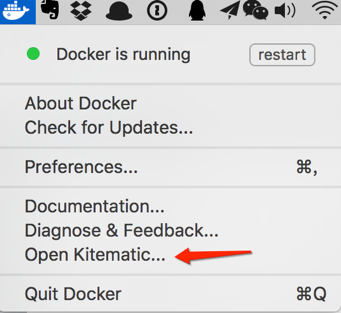 Docker is running restart
About Docker
Check for Updates...
Preferences... ⌘,
Documentation...
Diagnose & Feedback...
Open Kitematic...
Quit Docker ⌘Q